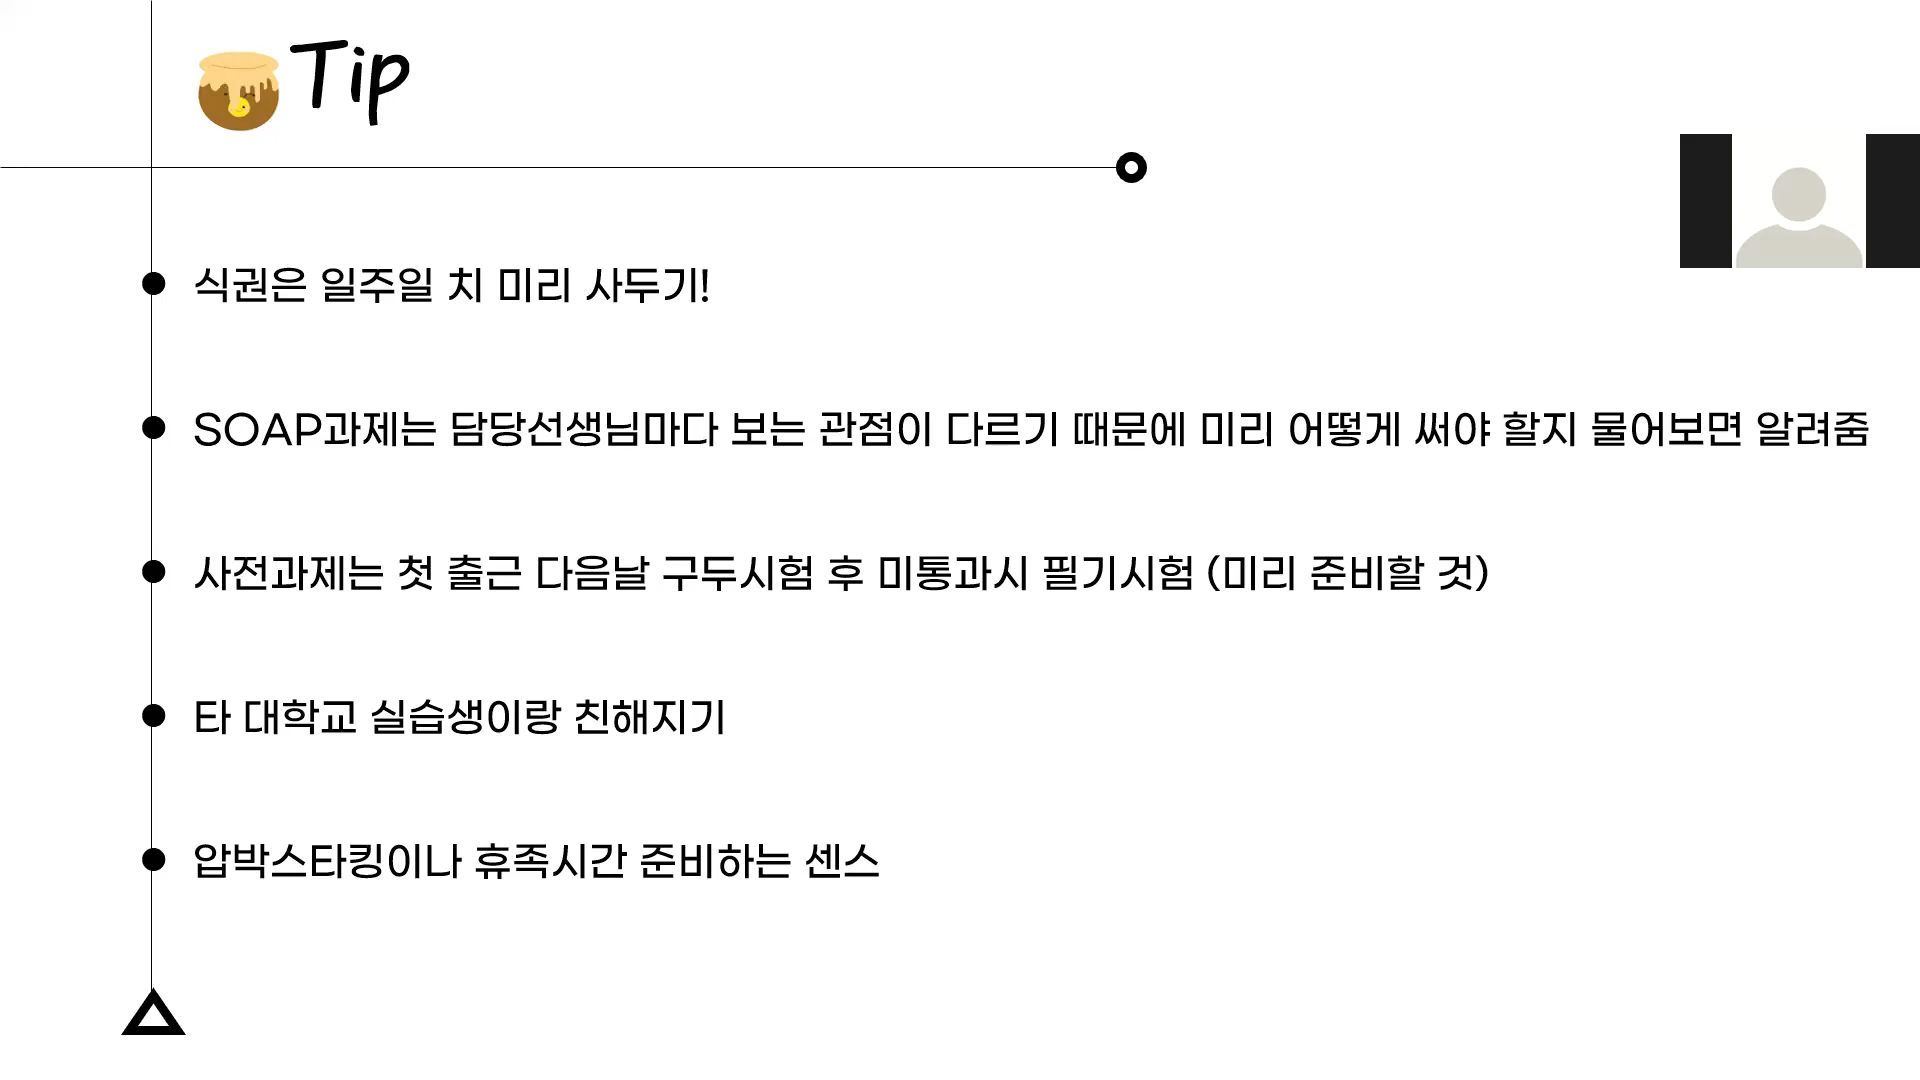 Tip
식권은 일주일 치 미리 사두기!
SOAP과제는 담당선생님마다 보는 관점이 다르기 때문에 미리 어떻게 써야 할지 물어보면 알려줌
사전과제는 첫 출근 다음날 구두시험 후 미통과시 필기시험 (미리 준비할 것)
타 대학교 실습생이랑 친해지기
압박스타킹이나 휴족시간 준비하는 센스